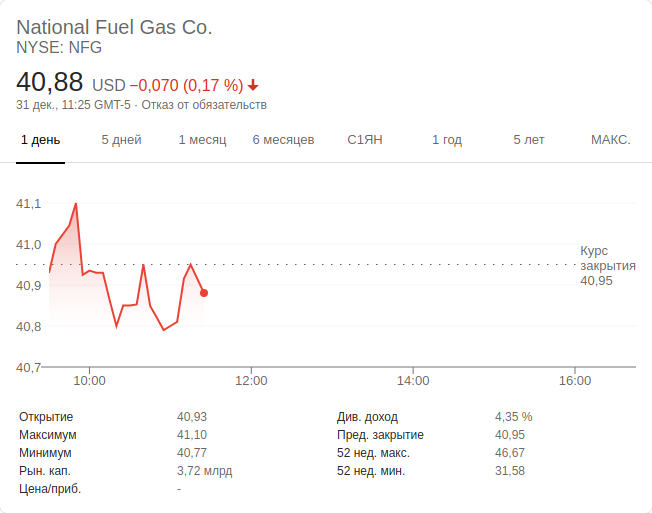 National Fuel Gas Co.
NYSE: NFG
40,88 USD −0,070 (0,17 %)
31 дек., 11:25 GMT-5 · Отказ от обязательств
1 день 5 дней 1 месяц 6 месяцев С1ЯН 1 год 5 лет МАКС.
41,1
41,0
40,9
40,8
40,7
Курс
закрытия
40,95
10:00 12:00 14:00 16:00
Открытие 40,93 Див. доход 4,35 %
Максимум 41,10 Пред. закрытие 40,95
Минимум 40,77 52 нед. макс. 46,67
Рын. кап. 3,72 млрд 52 нед. мин. 31,58
Цена/приб. -